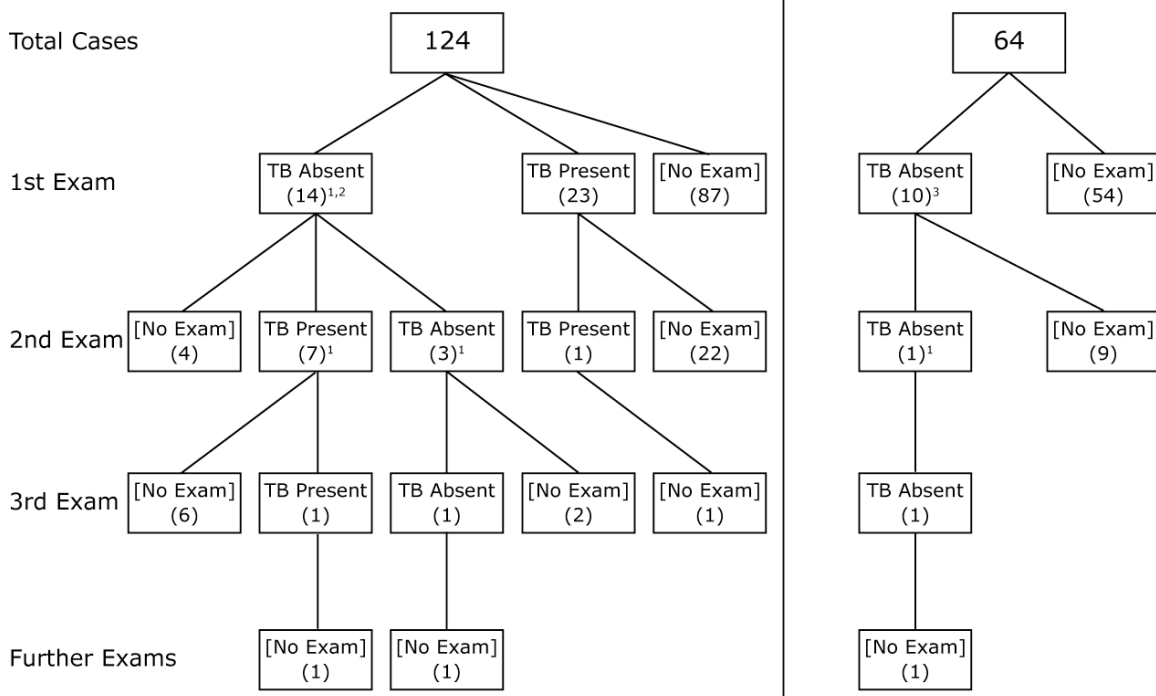 Total Cases
124
64
1st Exam
TB Absent
(14)¹,²
TB Present
(23)
[No Exam]
(87)
TB Absent
(10)³
[No Exam]
(54)
2nd Exam
[No Exam]
(4)
TB Present
(7)¹
TB Absent
(3)¹
TB Present
(1)
[No Exam]
(22)
TB Absent
(1)¹
[No Exam]
(9)
3rd Exam
[No Exam]
(6)
TB Present
(1)
TB Absent
(1)
[No Exam]
(2)
[No Exam]
(1)
TB Absent
(1)
Further Exams
[No Exam]
(1)
[No Exam]
(1)
[No Exam]
(1)